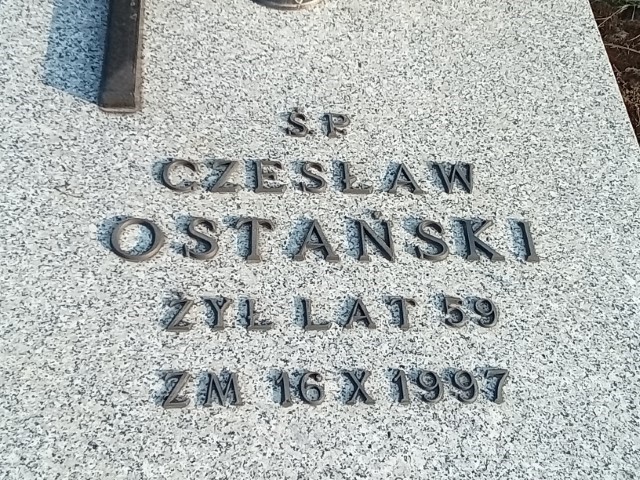 Ś.P.
CZESŁAW
OSTAŃSKI
ŻYŁ LAT 59
ZM 16 X 1997